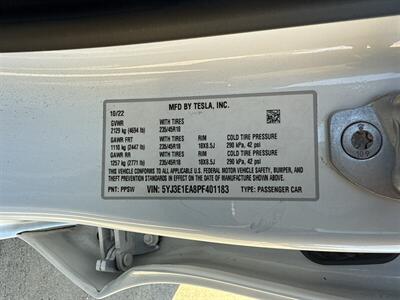 MFD BY TESLA, INC.
10/22
GVWR WITH TIRES
2129 kg (4694 lb) 235/45R18
GAWR FRT WITH TIRES RIM COLD TIRE PRESSURE
1110 kg (2447 lb) 235/45R18 18X8.5J 290 kPa, 42 psi
GAWR RR WITH TIRES RIM COLD TIRE PRESSURE
1257 kg (2771 lb) 235/45R18 18X8.5J 290 kPa, 42 psi
THIS VEHICLE CONFORMS TO ALL APPLICABLE U.S. FEDERAL MOTOR VEHICLE SAFETY, BUMPER, AND
THEFT PREVENTION STANDARDS IN EFFECT ON THE DATE OF MANUFACTURE SHOWN ABOVE.
PNT: PPSW VIN: 5YJ3E1EA8PF401183 TYPE: PASSENGER CAR
10.9